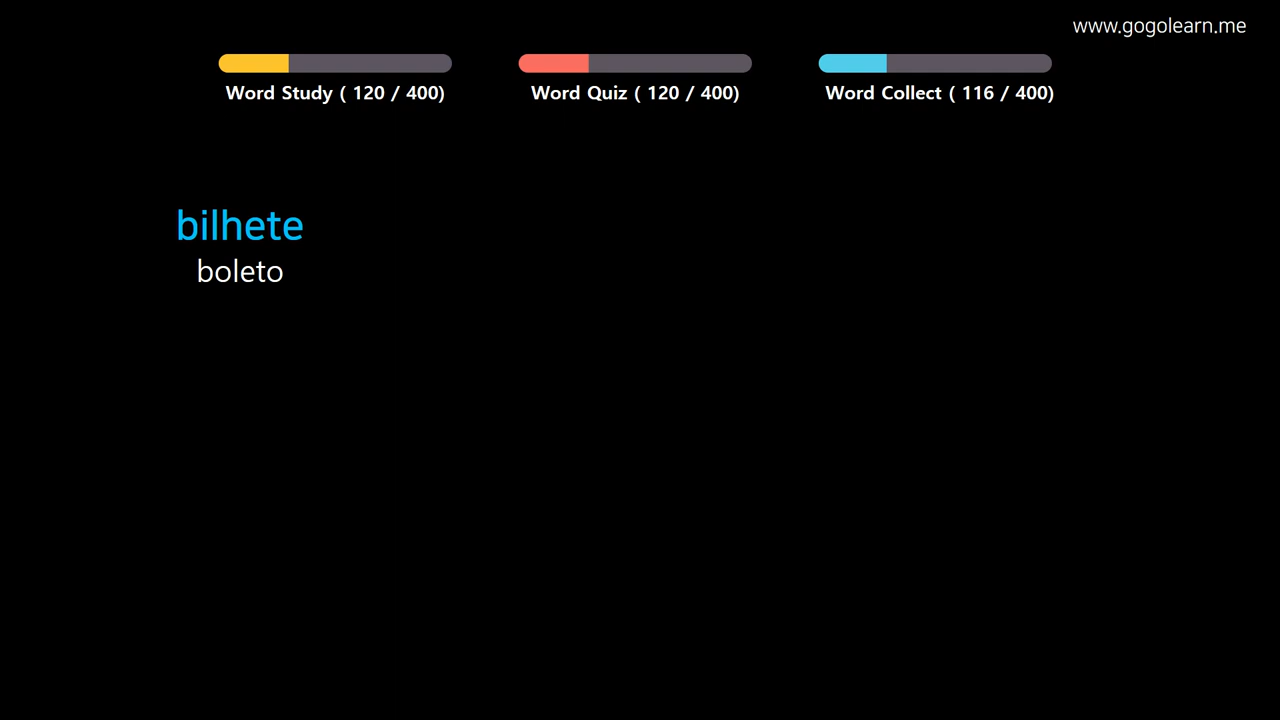 www.gogolearn.me
Word Study ( 120 / 400)
Word Quiz ( 120 / 400)
Word Collect ( 116 / 400)
bilhete
boleto